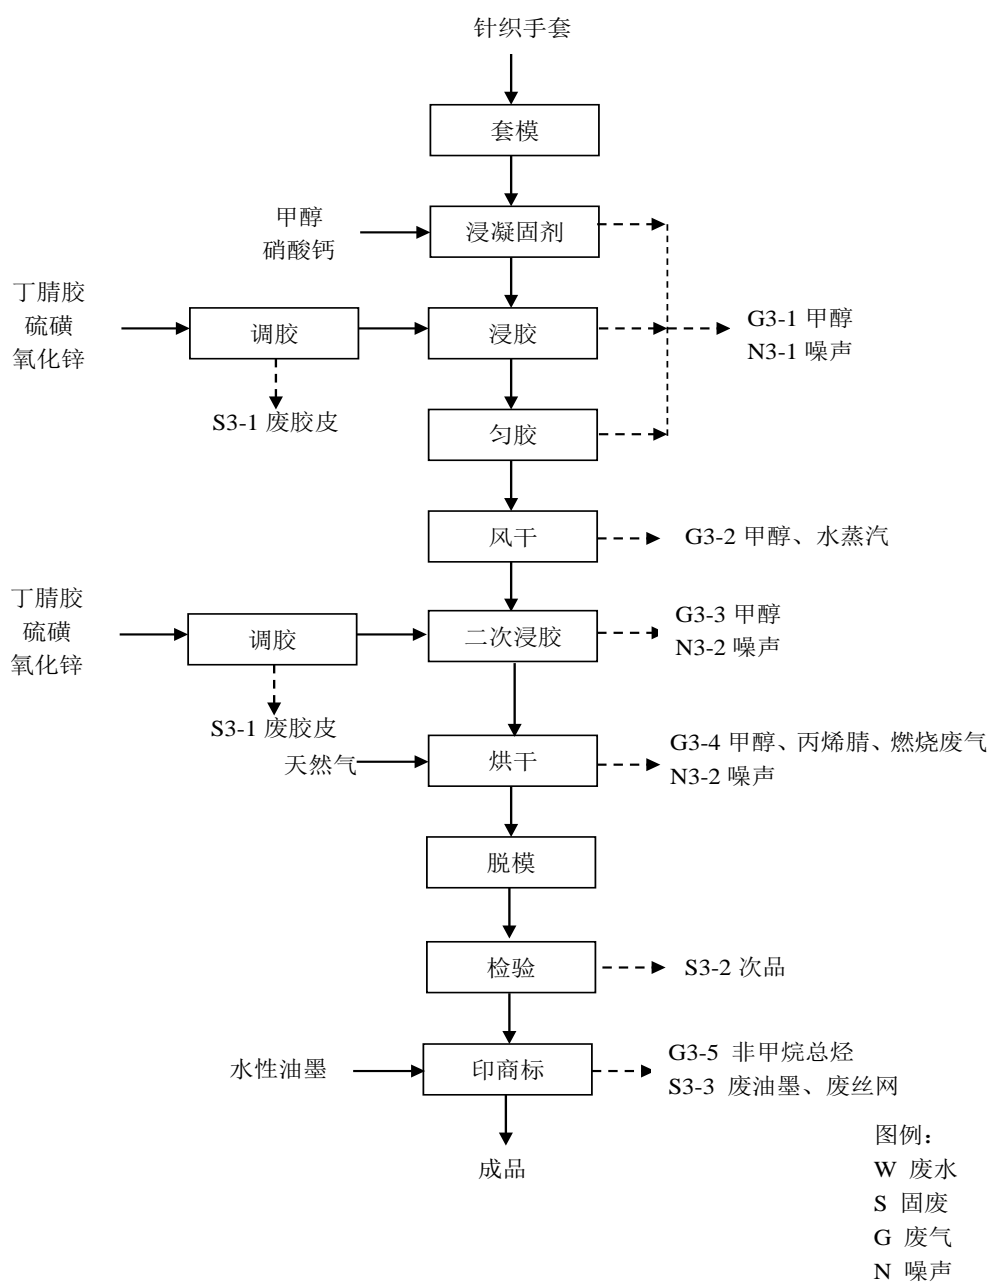 针织手套
套模
甲醇
硝酸钙
浸凝固剂
丁腈胶
硫磺
氧化锌
调胶
浸胶
G3-1 甲醇
N3-1 噪声
S3-1 废胶皮
匀胶
风干
G3-2 甲醇、水蒸汽
丁腈胶
硫磺
氧化锌
调胶
二次浸胶
G3-3 甲醇
N3-2 噪声
S3-1 废胶皮
天然气
烘干
G3-4 甲醇、丙烯腈、燃烧废气
N3-2 噪声
脱模
检验
S3-2 次品
水性油墨
印商标
G3-5 非甲烷总烃
S3-3 废油墨、废丝网
成品
图例：
W 废水
S 固废
G 废气
N 噪声